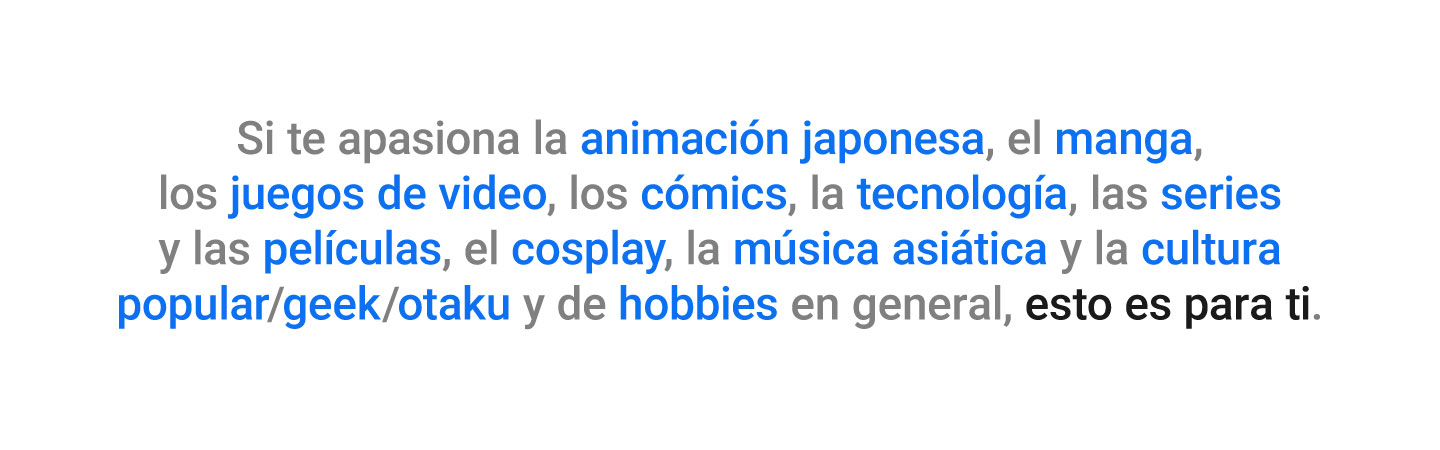 Si te apasiona la animación japonesa, el manga,
los juegos de video, los cómics, la tecnología, las series
y las películas, el cosplay, la música asiática y la cultura
popular/geek/otaku y de hobbies en general, esto es para ti.